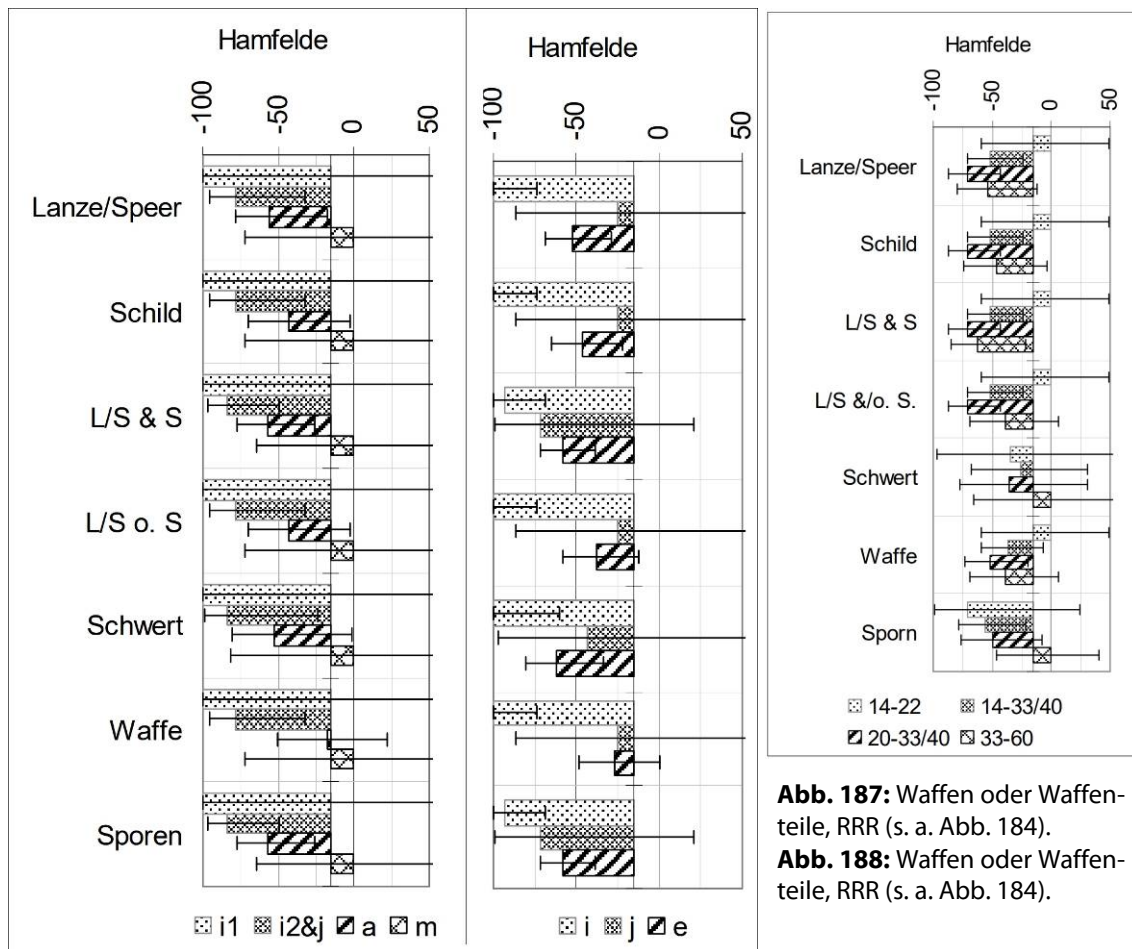 Hamfelde
-100
-50
0
50
Lanze/Speer
Schild
L/S & S
L/S o. S
Schwert
Waffe
Sporen
i1 i2&j a m
Hamfelde
-100
-50
0
50
i j e
Hamfelde
-100
-50
0
50
Lanze/Speer
Schild
L/S & S
L/S &/o. S.
Schwert
Waffe
Sporn
14-22 14-33/40
20-33/40 33-60
Abb. 187: Waffen oder Waffen-
teile, RRR (s. a. Abb. 184).
Abb. 188: Waffen oder Waffen-
teile, RRR (s. a. Abb. 184).